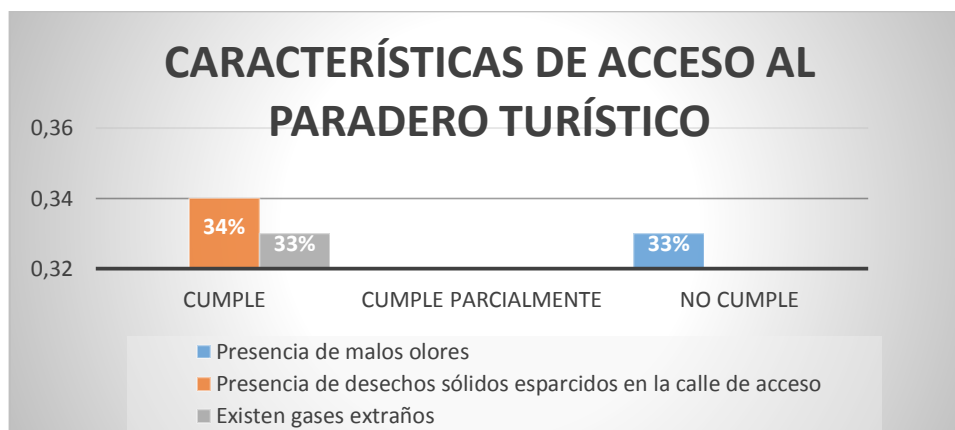 CARACTERÍSTICAS DE ACCESO AL
PARADERO TURÍSTICO
0,36
0,34
0,32
34%
33%
33%
CUMPLE
CUMPLE PARCIALMENTE
NO CUMPLE
Presencia de malos olores
Presencia de desechos sólidos esparcidos en la calle de acceso
Existen gases extraños